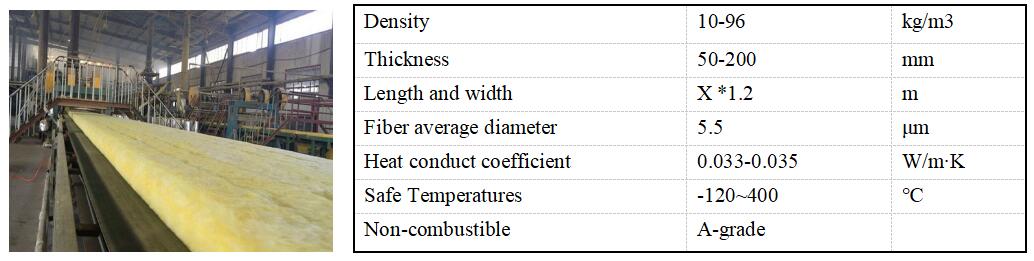 Density 10-96 kg/m3
Thickness 50-200 mm
Length and width X *1.2 m
Fiber average diameter 5.5 μm
Heat conduct coefficient 0.033-0.035 W/m·K
Safe Temperatures -120~400 ℃
Non-combustible A-grade